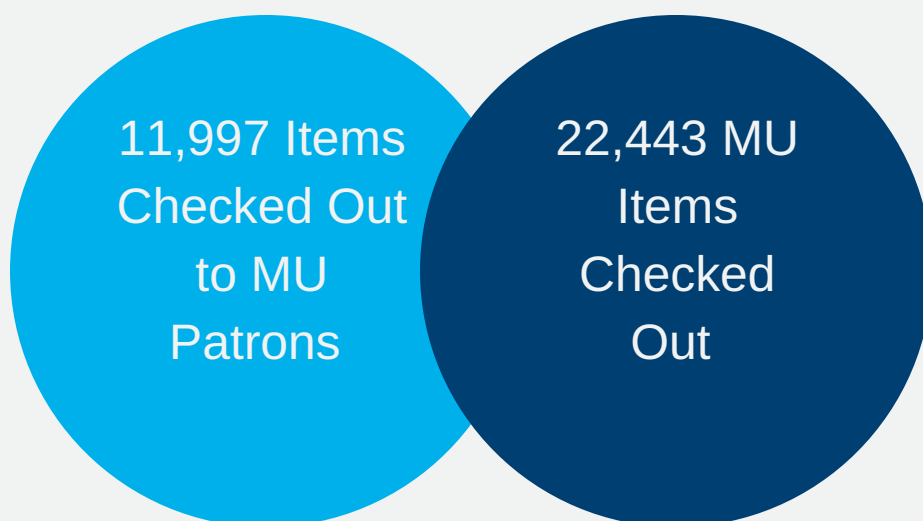 11,997 Items
Checked Out
to MU
Patrons
22,443 MU
Items
Checked
Out